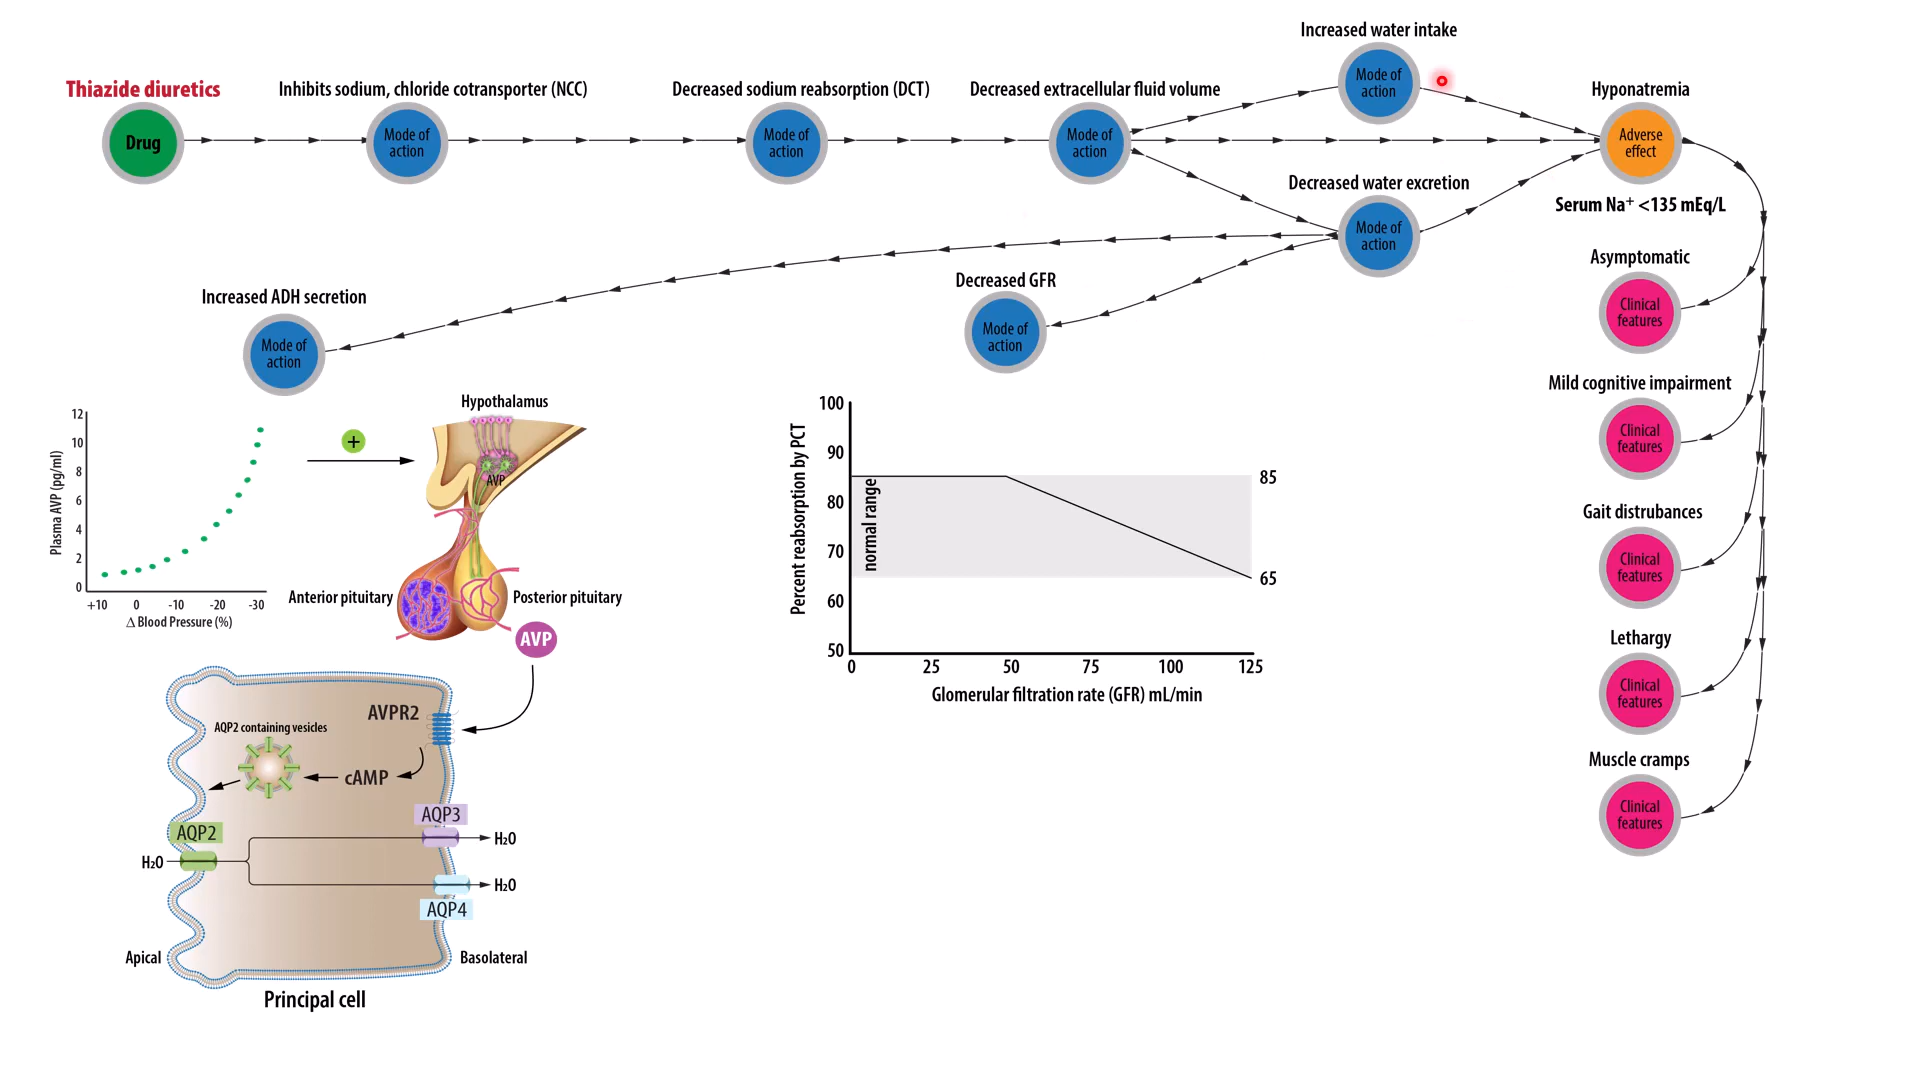 Increased water intake
Thiazide diuretics
Inhibits sodium, chloride cotransporter (NCC)
Decreased sodium reabsorption (DCT)
Decreased extracellular fluid volume
Hyponatremia
Drug
Mode of
action
Mode of
action
Mode of
action
Mode of
action
Adverse
effect
Decreased water excretion
Mode of
action
Serum Na⁺ <135 mEq/L
Increased ADH secretion
Mode of
action
Decreased GFR
Mode of
action
Asymptomatic
Clinical
features
Mild cognitive impairment
Clinical
features
Gait distrubances
Clinical
features
Lethargy
Clinical
features
Muscle cramps
Clinical
features
Plasma AVP (pg/ml)
12
10
8
6
4
2
0
+10 0 -10 -20 -30
Δ Blood Pressure (%)
+
Hypothalamus
AVP
Anterior pituitary
Posterior pituitary
AVP
Percent reabsorption by PCT
100
90
80
70
60
50
normal range
85
65
0 25 50 75 100 125
Glomerular filtration rate (GFR) mL/min
AVPR2
AQP2 containing vesicles
cAMP
AQP3
AQP2
H₂O
H₂O
H₂O
AQP4
Apical
Basolateral
Principal cell